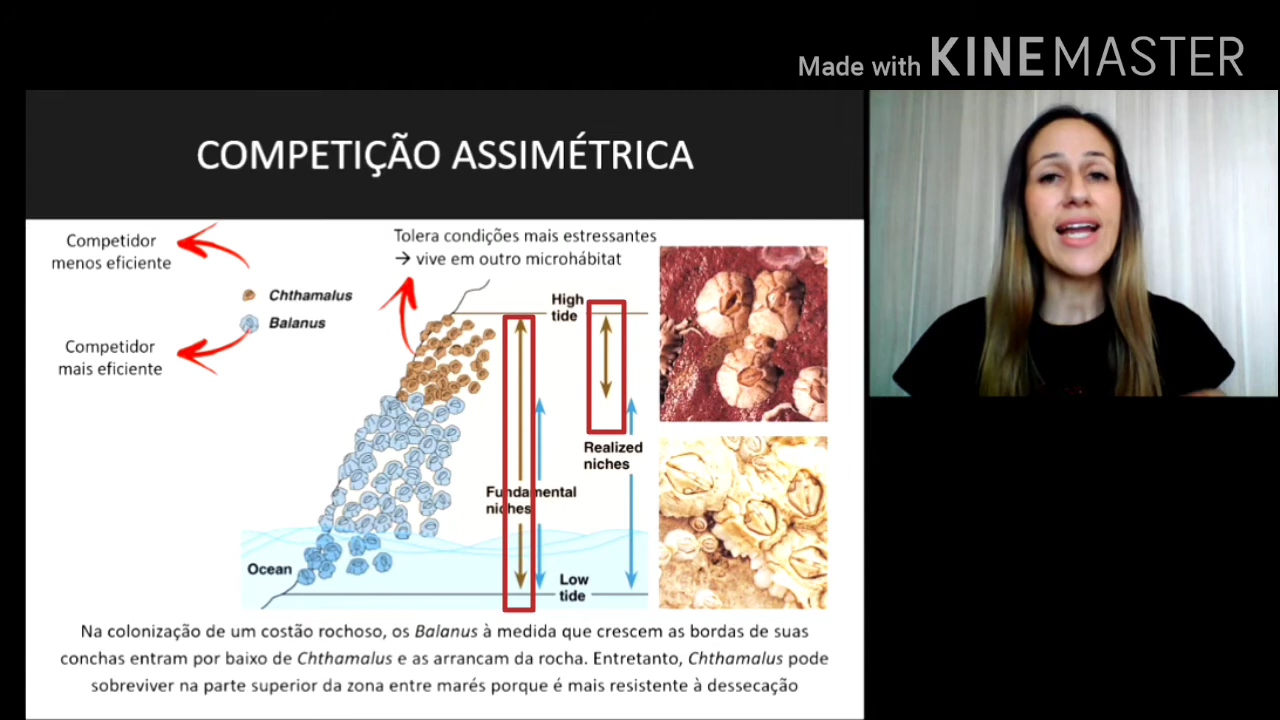 Made with KINEMASTER
COMPETIÇÃO ASSIMÉTRICA
Competidor
menos eficiente
Tolera condições mais estressantes
→ vive em outro microhábitat
Chthamalus
Balanus
Competidor
mais eficiente
High
tide
Realized
niches
Fundamental
niches
Ocean
Low
tide
Na colonização de um costão rochoso, os Balanus à medida que crescem as bordas de suas
conchas entram por baixo de Chthamalus e as arrancam da rocha. Entretanto, Chthamalus pode
sobreviver na parte superior da zona entre marés porque é mais resistente à dessecação